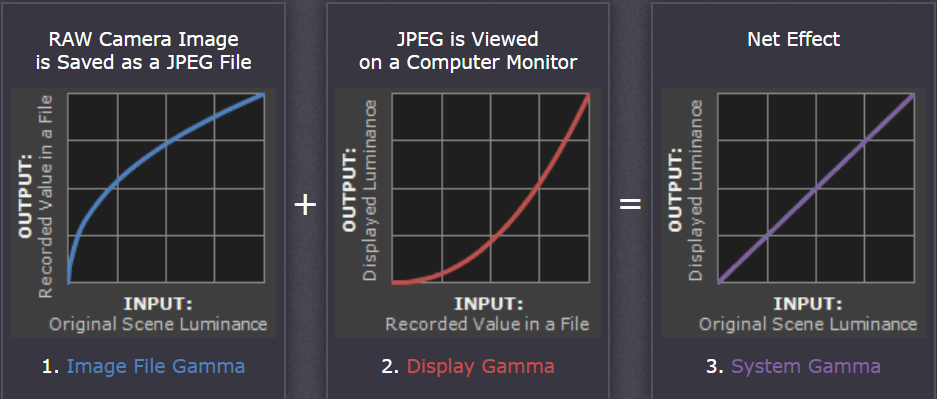 RAW Camera Image
is Saved as a JPEG File
OUTPUT:
Recorded Value in a File
INPUT:
Original Scene Luminance
1. Image File Gamma
+
JPEG is Viewed
on a Computer Monitor
OUTPUT:
Displayed Luminance
INPUT:
Recorded Value in a File
2. Display Gamma
=
Net Effect
OUTPUT:
Displayed Luminance
INPUT:
Original Scene Luminance
3. System Gamma